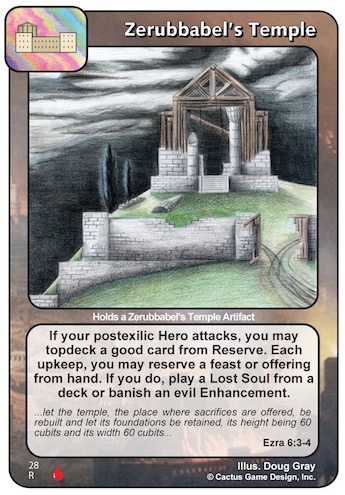 Zerubbabel's Temple
Holds a Zerubbabel's Temple Artifact
If your postexilic Hero attacks, you may
topdeck a good card from Reserve. Each
upkeep, you may reserve a feast or offering
from hand. If you do, play a Lost Soul from a
deck or banish an evil Enhancement.
...let the temple, the place where sacrifices are offered, be
rebuilt and let its foundations be retained, its height being 60
cubits and its width 60 cubits...
Ezra 6:3-4
28
R
Illus. Doug Gray
© Cactus Game Design, Inc.